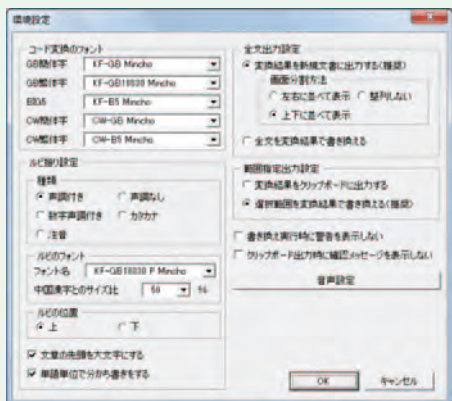 環境設定
コード変換のフォント
GB簡体字 KF-GB Mincho
GB繁体字 KF-GB18030 Mincho
BIG5 KF-B5 Mincho
CW簡体字 CW-GB Mincho
CW繁体字 CW-B5 Mincho
ルビ振り設定
種類
声調付き 声調なし
数字声調付き カタカナ
注音
ルビのフォント
フォント名 KF-GB18030 P Mincho
中国漢字とのサイズ比 50 %
ルビの位置
上 下
文章の先頭を大文字にする
単語単位で分かち書きをする
全文出力設定
変換結果を新規文書に出力する(推奨)
画面分割方法
左右に並べて表示 整列しない
上下に並べて表示
全文を変換結果で書き換える
範囲指定出力設定
変換結果をクリップボードに出力する
選択範囲を変換結果で書き換える(推奨)
書き換え実行時に警告を表示しない
クリップボード出力時に確認メッセージを表示しない
音声設定
OK キャンセル